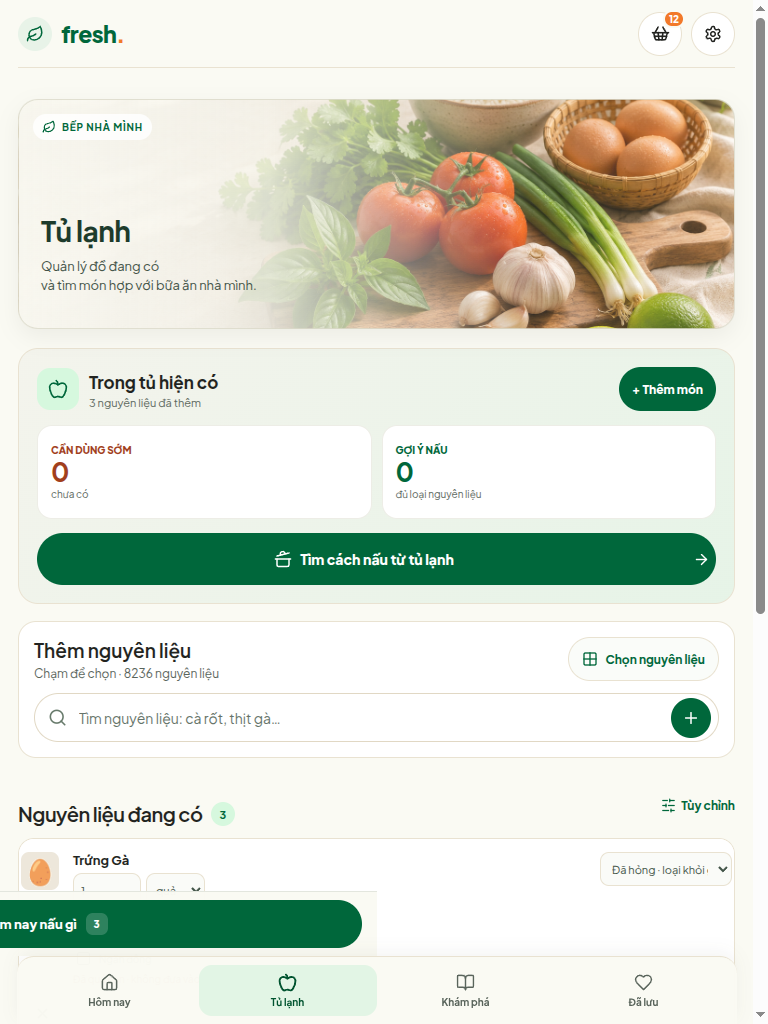 fresh.
12
BẾP NHÀ MÌNH
Tủ lạnh
Quản lý đồ đang có
và tìm món hợp với bữa ăn nhà mình.
Trong tủ hiện có
3 nguyên liệu đã thêm
+ Thêm món
CẦN DÙNG SỚM
0
chưa có
GỢI Ý NẤU
0
đủ loại nguyên liệu
Tìm cách nấu từ tủ lạnh
Thêm nguyên liệu
Chạm để chọn · 8236 nguyên liệu
Chọn nguyên liệu
Tìm nguyên liệu: cà rốt, thịt gà...
Nguyên liệu đang có 3
Tùy chỉnh
Trứng Gà
Đã hỏng · loại khỏi
1 quả
m nay nấu gì 3
Hôm nay
Tủ lạnh
Khám phá
Đã lưu